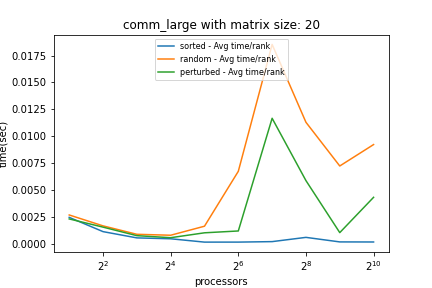 comm_large with matrix size: 20
sorted - Avg time/rank
random - Avg time/rank
perturbed - Avg time/rank
time(sec)
0.0175
0.0150
0.0125
0.0100
0.0075
0.0050
0.0025
0.0000
2² 2⁴ 2⁶ 2⁸ 2¹⁰
processors